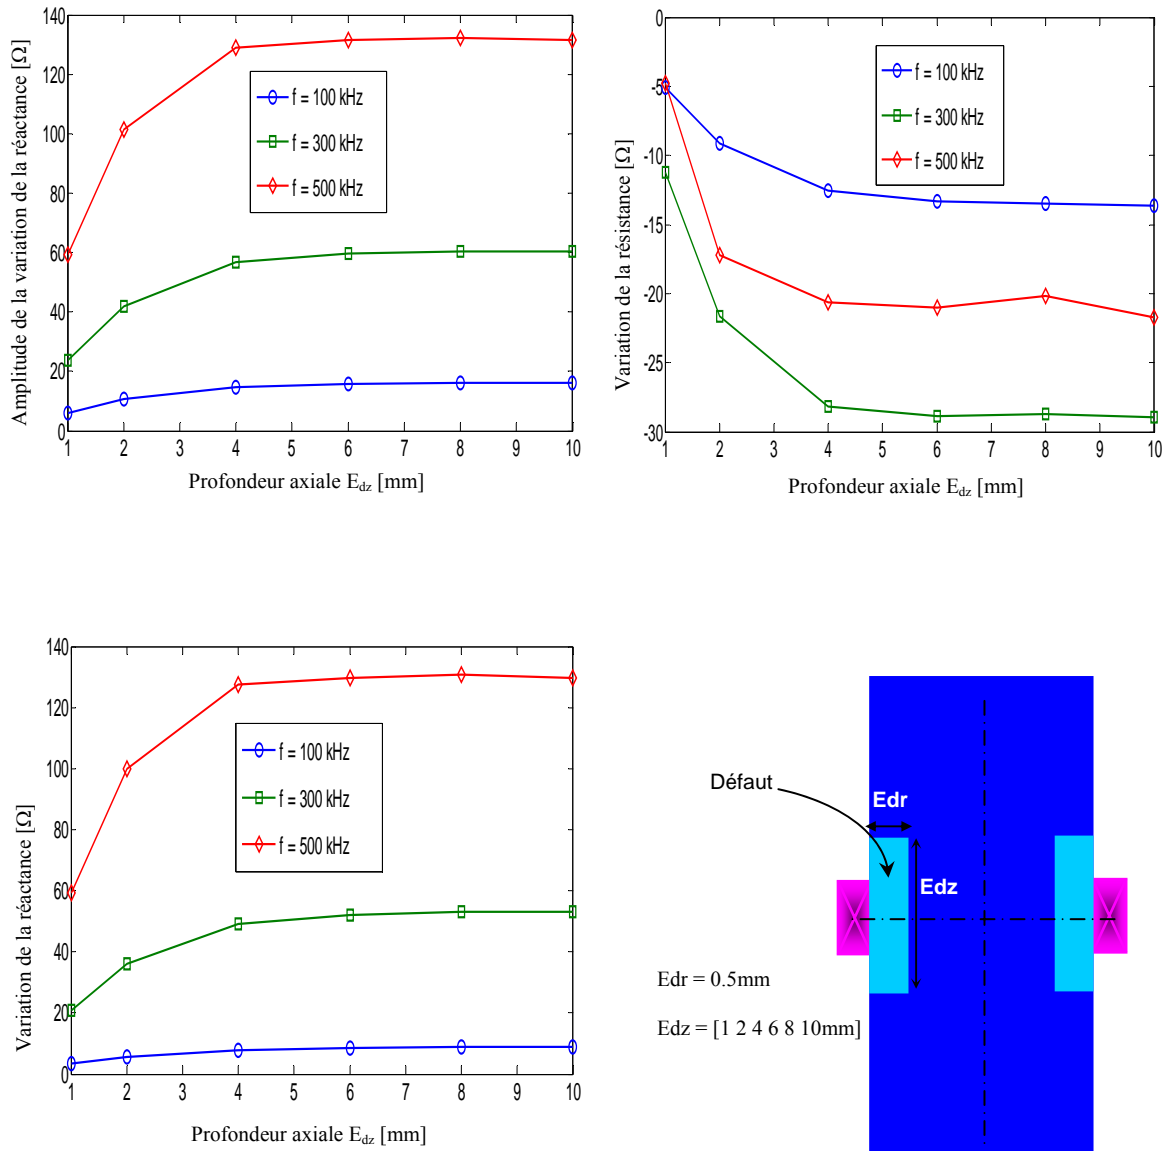 Amplitude de la variation de la réactance [Ω]
140
120
100
80
60
40
20
0
1 2 3 4 5 6 7 8 9 10
f = 100 kHz
f = 300 kHz
f = 500 kHz
Profondeur axiale Edz [mm]
Variation de la résistance [Ω]
0
-5
-10
-15
-20
-25
-30
1 2 3 4 5 6 7 8 9 10
f = 100 kHz
f = 300 kHz
f = 500 kHz
Profondeur axiale Edz [mm]
Variation de la réactance [Ω]
140
120
100
80
60
40
20
0
1 2 3 4 5 6 7 8 9 10
f = 100 kHz
f = 300 kHz
f = 500 kHz
Profondeur axiale Edz [mm]
Défaut
Edr
Edz
Edr = 0.5mm
Edz = [1 2 4 6 8 10mm]